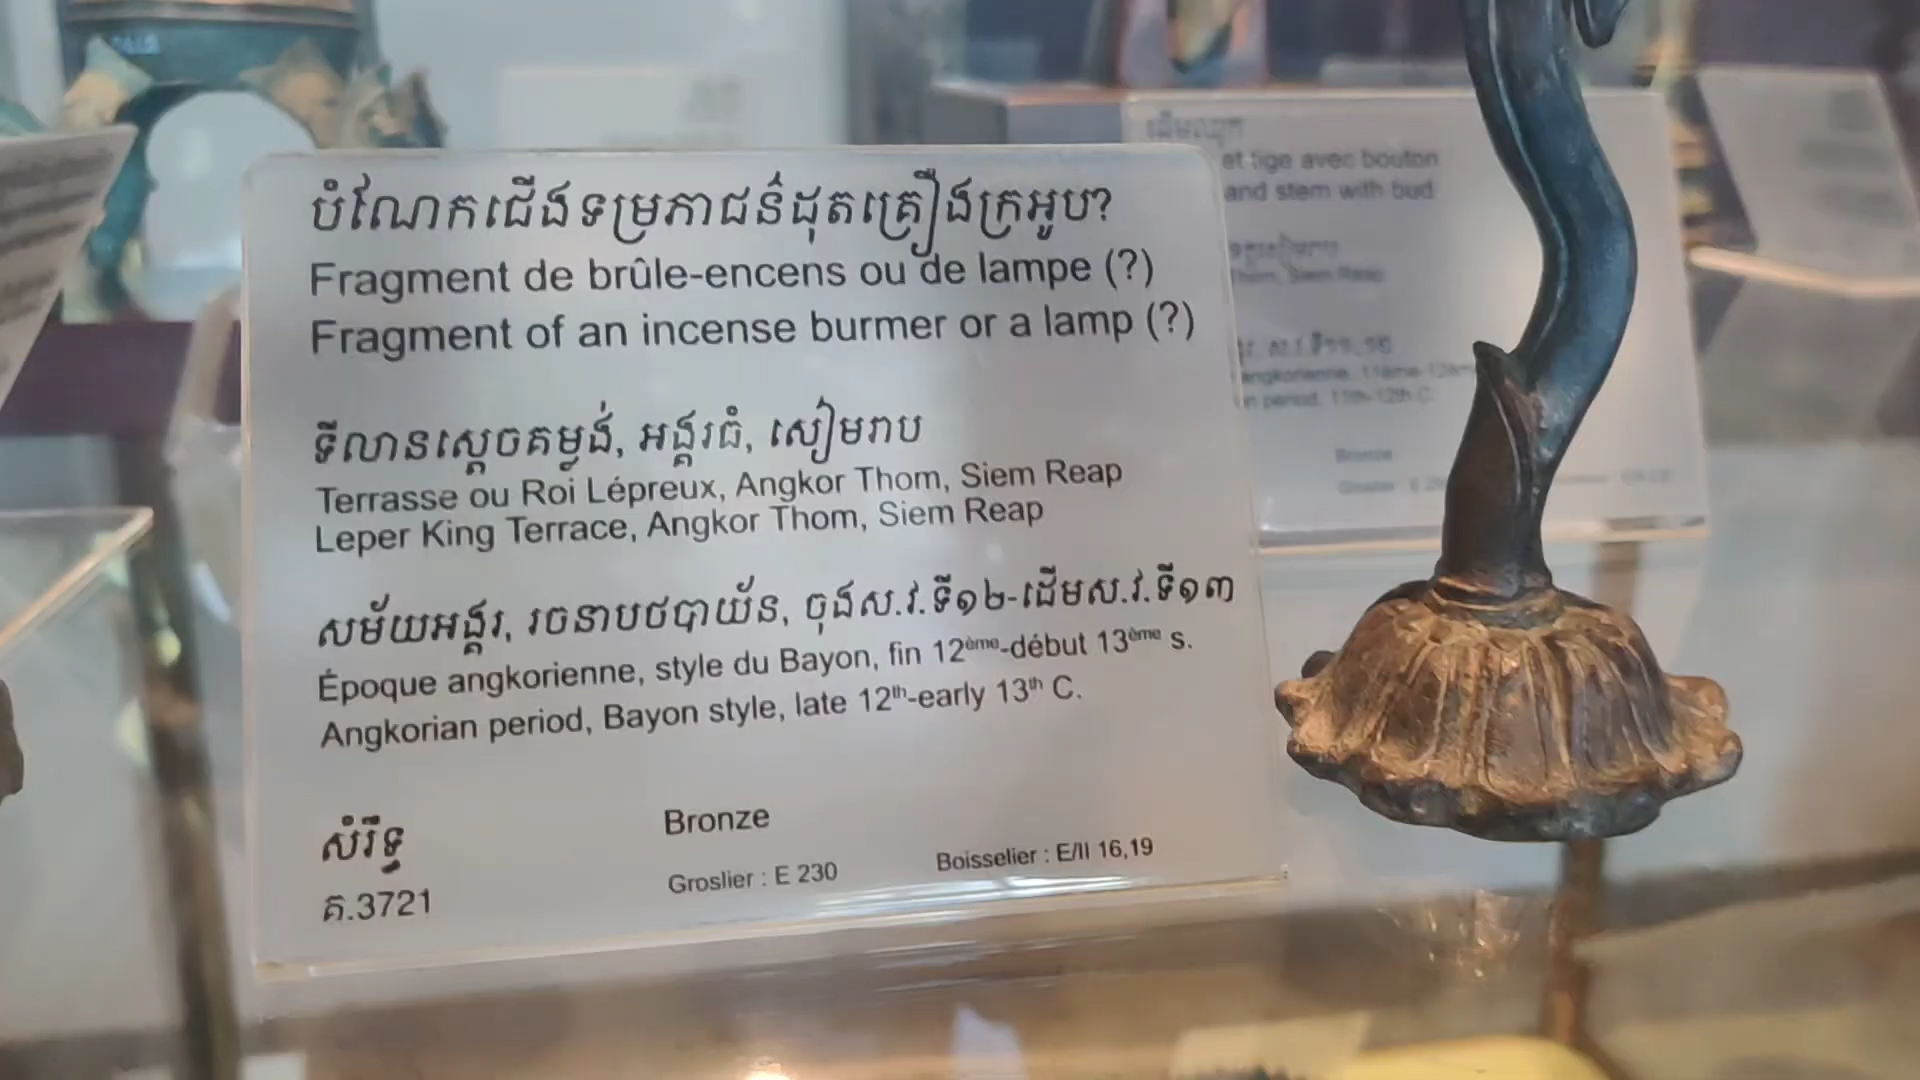 បំណែកជើងទម្រភាជន៍ដុតគ្រឿងក្រអូប?
Fragment de brûle-encens ou de lampe (?)
Fragment of an incense burmer or a lamp (?)
ទីលានស្តេចគម្លង់, អង្គរធំ, សៀមរាប
Terrasse ou Roi Lépreux, Angkor Thom, Siem Reap
Leper King Terrace, Angkor Thom, Siem Reap
សម័យអង្គរ, រចនាបថបាយ័ន, ចុងស.វ.ទី១២-ដើមស.វ.ទី១៣
Époque angkorienne, style du Bayon, fin 12ème-début 13ème s.
Angkorian period, Bayon style, late 12th-early 13th C.
សំរឹទ្ធ
Bronze
គ.3721
Groslier : E 230
Boisselier : E/II 16,19
et tige avec bouton
and stem with bud
Thom, Siem Reap
angkorienne, 11ème-12ème
period, 11th-12th C
Bronze
Groslier : E